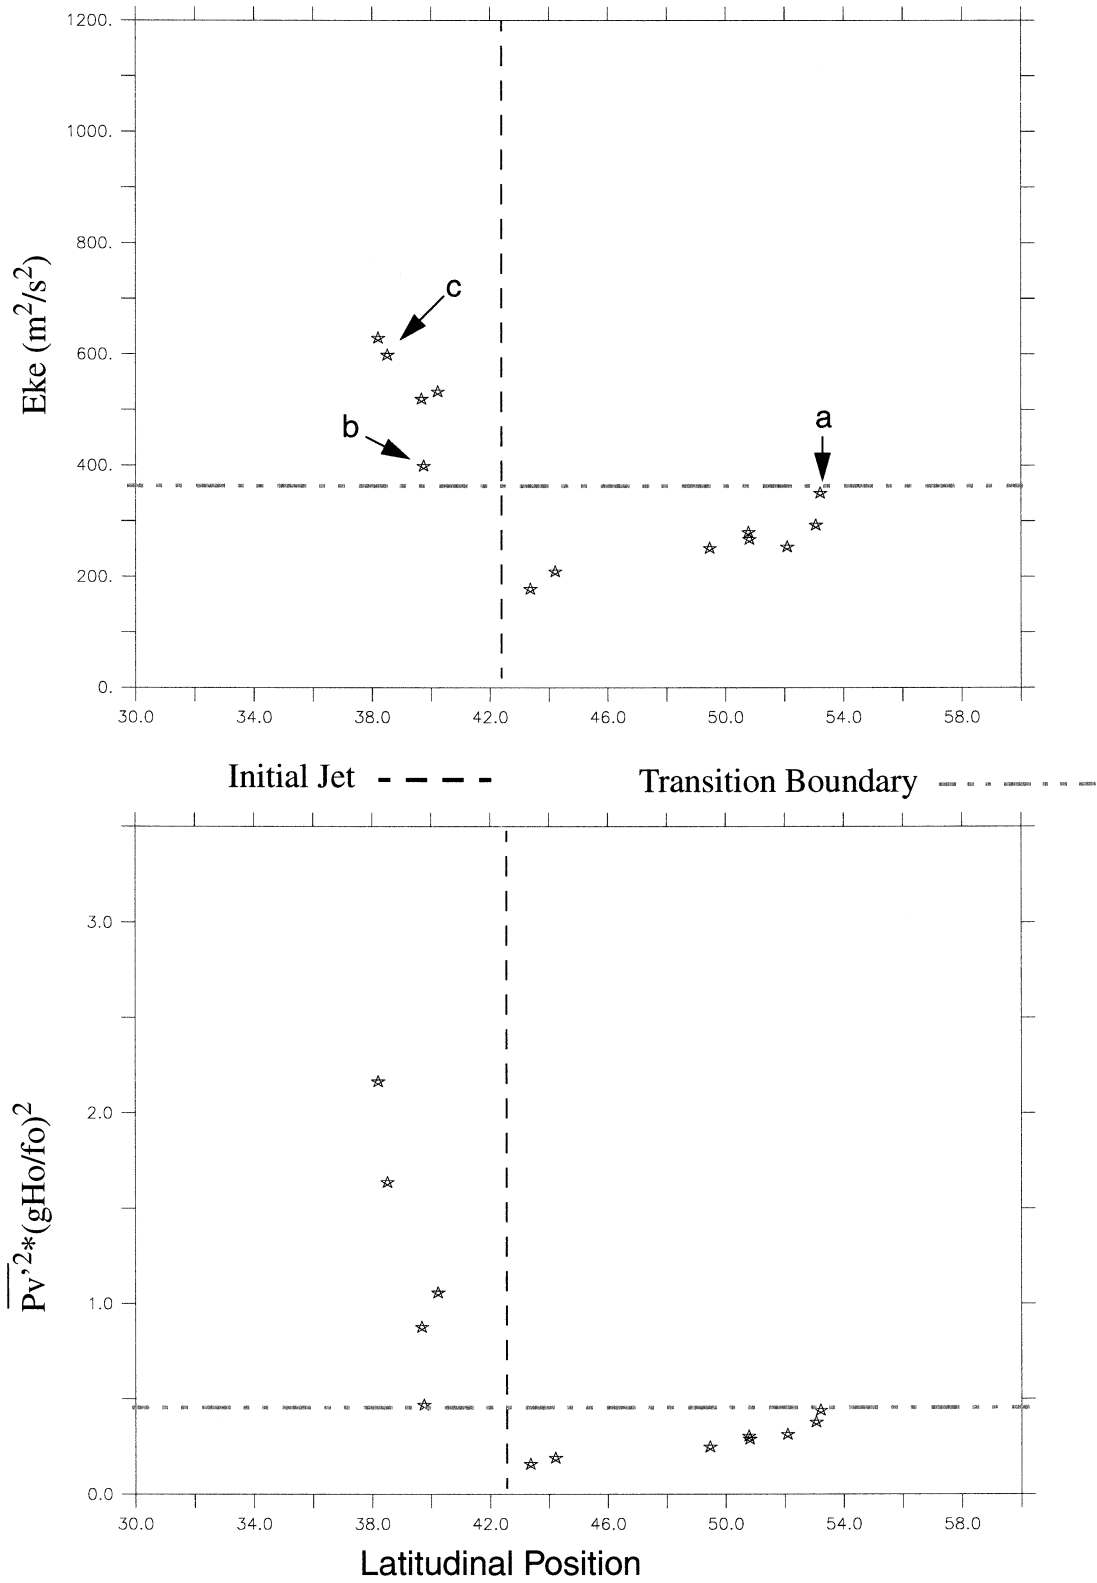 1200.
1000.
800.
600.
400.
200.
0.
Eke (m²/s²)
c
b
a
30.0 34.0 38.0 42.0 46.0 50.0 54.0 58.0
Initial Jet
Transition Boundary
3.0
2.0
1.0
0.0
Pv'²*(gHo/fo)²
30.0 34.0 38.0 42.0 46.0 50.0 54.0 58.0
Latitudinal Position